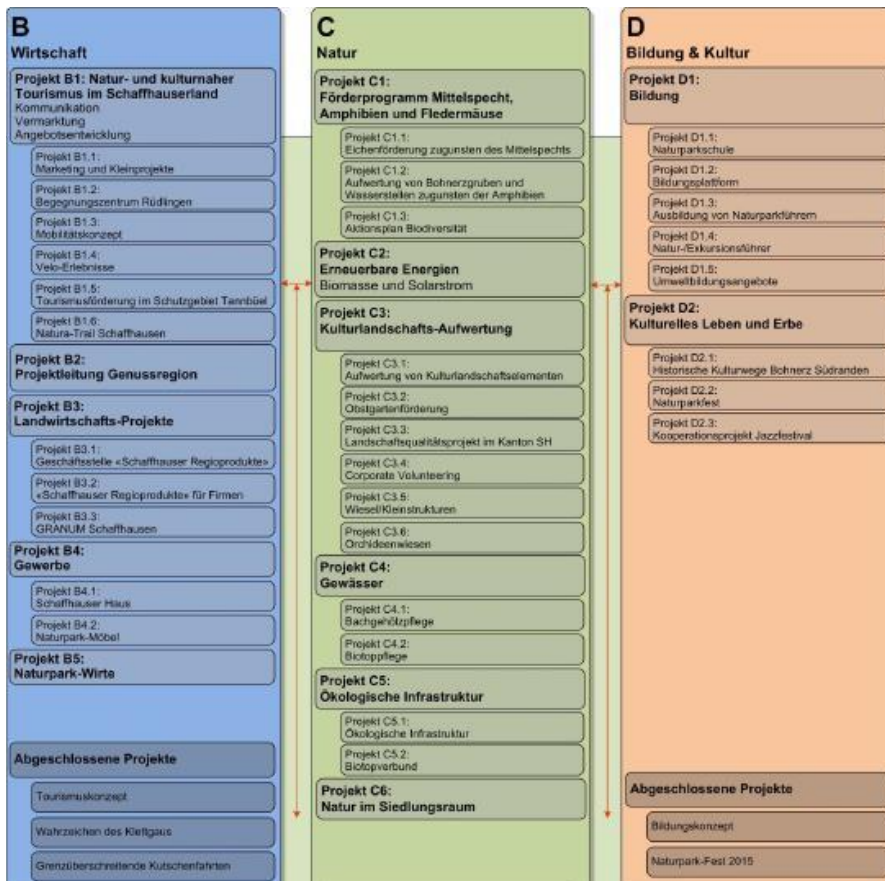 B
Wirtschaft
Projekt B1: Natur- und kulturnaher
Tourismus im Schaffhauserland
Kommunikation
Vermarktung
Angebotsentwicklung
Projekt B1.1:
Marketing und Kleinprojekte
Projekt B1.2:
Begegnungszentrum Rüdlingen
Projekt B1.3:
Mobilitätskonzept
Projekt B1.4:
Velo-Erlebnisse
Projekt B1.5:
Tourismusförderung im Schutzgebiet Tannbüel
Projekt B1.6:
Natura-Trail Schaffhausen
Projekt B2:
Projektleitung Genussregion
Projekt B3:
Landwirtschafts-Projekte
Projekt B3.1:
Geschäftsstelle «Schaffhauser Regioprodukte»
Projekt B3.2:
«Schaffhauser Regioprodukte» für Firmen
Projekt B3.3:
GRANUM Schaffhausen
Projekt B4:
Gewerbe
Projekt B4.1:
Schaffhauser Haus
Projekt B4.2:
Naturpark-Möbel
Projekt B5:
Naturpark-Wirte
Abgeschlossene Projekte
Tourismuskonzept
Wahrzeichen des Klettgaus
Grenzüberschreitende Kutschenfahrten
C
Natur
Projekt C1:
Förderprogramm Mittelspecht,
Amphibien und Fledermäuse
Projekt C1.1:
Eichenförderung zugunsten des Mittelspechts
Projekt C1.2:
Aufwertung von Bohnerzgruben und
Wasserstellen zugunsten der Amphibien
Projekt C1.3:
Aktionsplan Biodiversität
Projekt C2:
Erneuerbare Energien
Biomasse und Solarstrom
Projekt C3:
Kulturlandschafts-Aufwertung
Projekt C3.1:
Aufwertung von Kulturlandschaftselementen
Projekt C3.2:
Obstgartenförderung
Projekt C3.3:
Landschaftsqualitätsprojekt im Kanton SH
Projekt C3.4:
Corporate Volunteering
Projekt C3.5:
Wiesel/Kleinstrukturen
Projekt C3.6:
Orchideenwiesen
Projekt C4:
Gewässer
Projekt C4.1:
Bachgehölzpflege
Projekt C4.2:
Biotoppflege
Projekt C5:
Ökologische Infrastruktur
Projekt C5.1:
Ökologische Infrastruktur
Projekt C5.2:
Biotopverbund
Projekt C6:
Natur im Siedlungsraum
D
Bildung & Kultur
Projekt D1:
Bildung
Projekt D1.1:
Naturparkschule
Projekt D1.2:
Bildungsplattform
Projekt D1.3:
Ausbildung von Naturparkführern
Projekt D1.4:
Natur-/Exkursionsführer
Projekt D1.5:
Umweltbildungsangebote
Projekt D2:
Kulturelles Leben und Erbe
Projekt D2.1:
Historische Kulturwege Bohnerz Südranden
Projekt D2.2:
Naturparkfest
Projekt D2.3:
Kooperationsprojekt Jazzfestival
Abgeschlossene Projekte
Bildungskonzept
Naturpark-Fest 2015